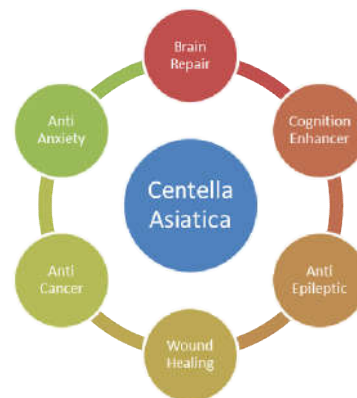 Brain
Repair
Cognition
Enhancer
Anti
Epileptic
Wound
Healing
Anti
Cancer
Anti
Anxiety
Centella
Asiatica